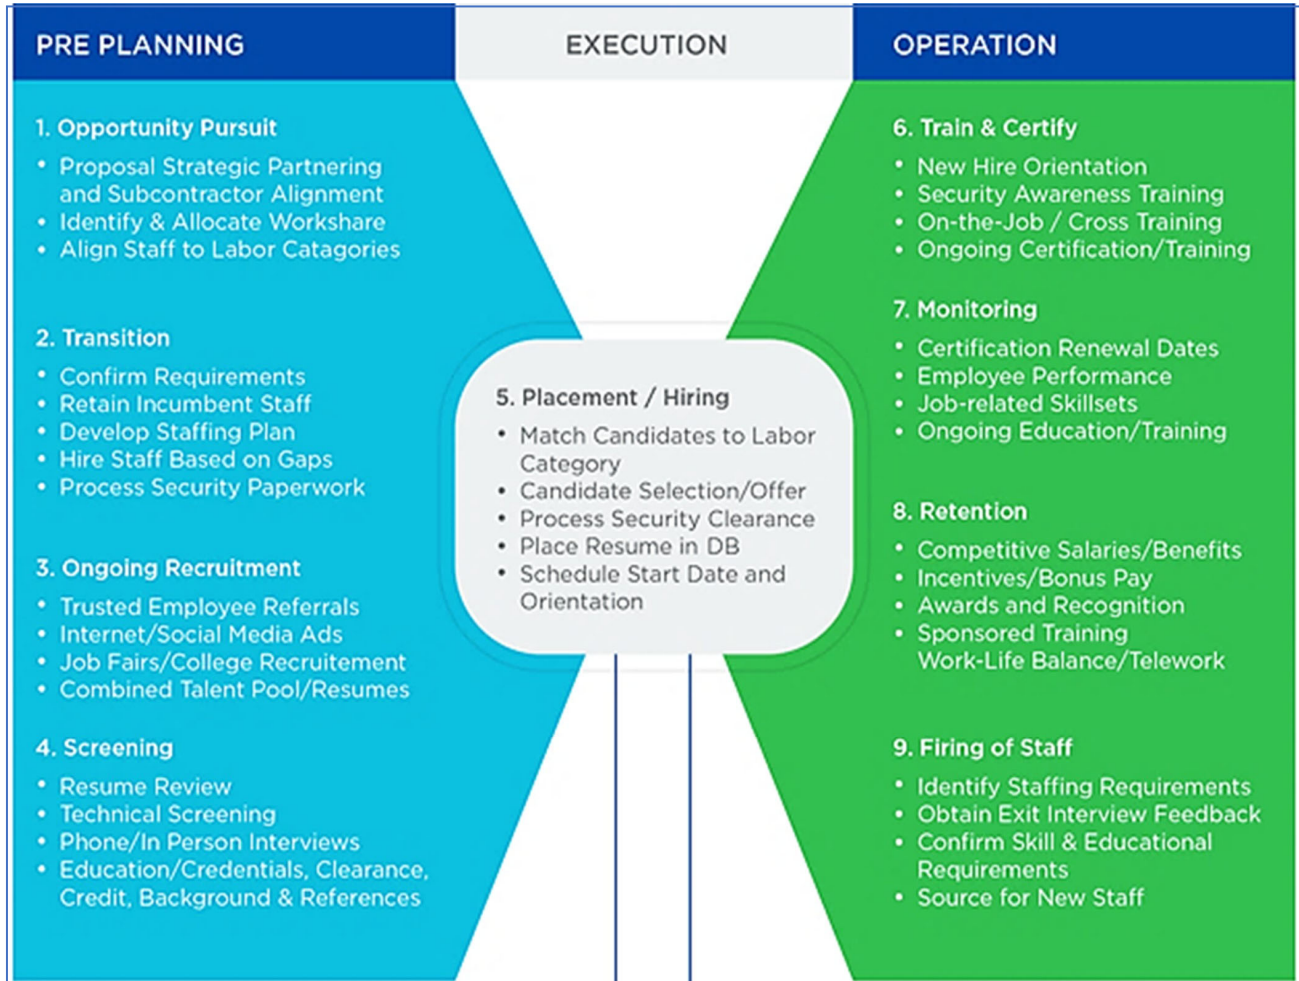 PRE PLANNING
EXECUTION
OPERATION
1. Opportunity Pursuit
• Proposal Strategic Partnering
and Subcontractor Alignment
• Identify & Allocate Workshare
• Align Staff to Labor Catagories
2. Transition
• Confirm Requirements
• Retain Incumbent Staff
• Develop Staffing Plan
• Hire Staff Based on Gaps
• Process Security Paperwork
3. Ongoing Recruitment
• Trusted Employee Referrals
• Internet/Social Media Ads
• Job Fairs/College Recruitement
• Combined Talent Pool/Resumes
4. Screening
• Resume Review
• Technical Screening
• Phone/In Person Interviews
• Education/Credentials, Clearance,
Credit, Background & References
5. Placement / Hiring
• Match Candidates to Labor
Category
• Candidate Selection/Offer
• Process Security Clearance
• Place Resume in DB
• Schedule Start Date and
Orientation
6. Train & Certify
• New Hire Orientation
• Security Awareness Training
• On-the-Job / Cross Training
• Ongoing Certification/Training
7. Monitoring
• Certification Renewal Dates
• Employee Performance
• Job-related Skillsets
• Ongoing Education/Training
8. Retention
• Competitive Salaries/Benefits
• Incentives/Bonus Pay
• Awards and Recognition
• Sponsored Training
Work-Life Balance/Telework
9. Firing of Staff
• Identify Staffing Requirements
• Obtain Exit Interview Feedback
• Confirm Skill & Educational
Requirements
• Source for New Staff